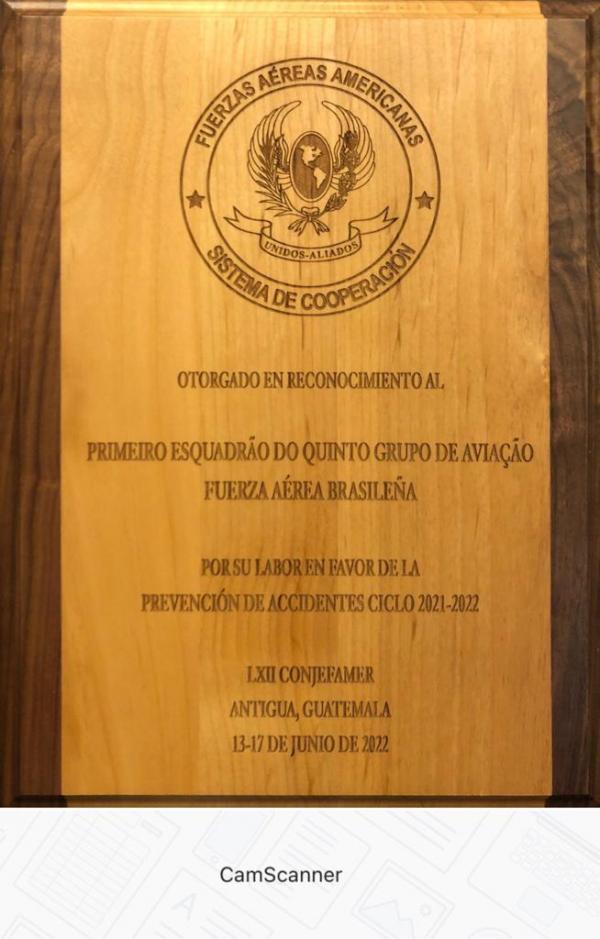 FUERZAS AÉREAS AMERICANAS
UNIDOS-ALIADOS
SISTEMA DE COOPERACIÓN
OTORGADO EN RECONOCIMIENTO AL
PRIMEIRO ESQUADRÃO DO QUINTO GRUPO DE AVIAÇÃO
FUERZA AÉREA BRASILEÑA
POR SU LABOR EN FAVOR DE LA
PREVENCIÓN DE ACCIDENTES CICLO 2021-2022
LXII CONJEFAMER
ANTIGUA, GUATEMALA
13-17 DE JUNIO DE 2022
CamScanner